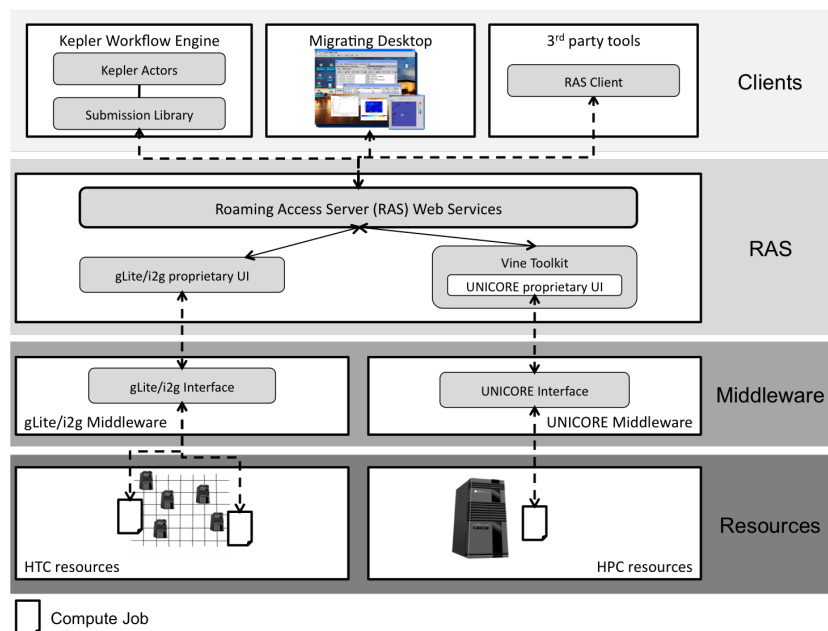 Kepler Workflow Engine
Kepler Actors
Submission Library
Migrating Desktop
3rd party tools
RAS Client
Clients
Roaming Access Server (RAS) Web Services
gLite/i2g proprietary UI
Vine Toolkit
UNICORE proprietary UI
RAS
gLite/i2g Interface
gLite/i2g Middleware
UNICORE Interface
UNICORE Middleware
Middleware
HTC resources
HPC resources
Resources
Compute Job